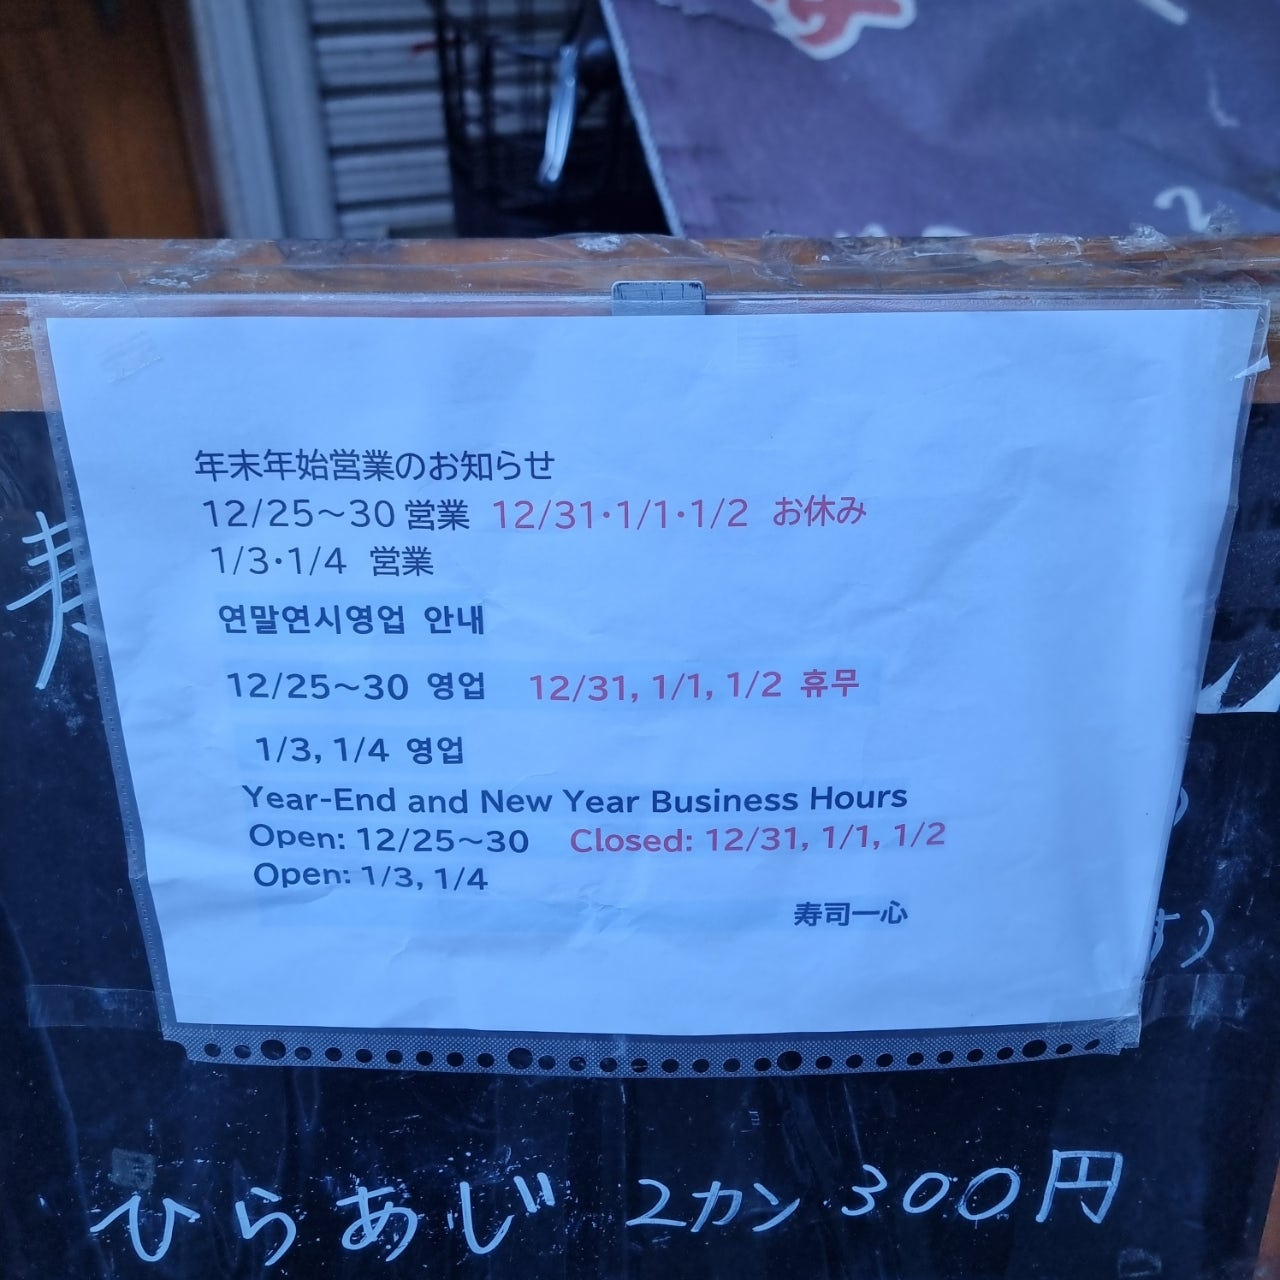 年末年始営業のお知らせ
12/25～30 営業 12/31・1/1・1/2 お休み
1/3・1/4 営業
연말연시영업 안내
12/25～30 영업 12/31, 1/1, 1/2 휴무
1/3, 1/4 영업
Year-End and New Year Business Hours
Open: 12/25～30 Closed: 12/31, 1/1, 1/2
Open: 1/3, 1/4
寿司一心
ひらあじ 2カン 300円